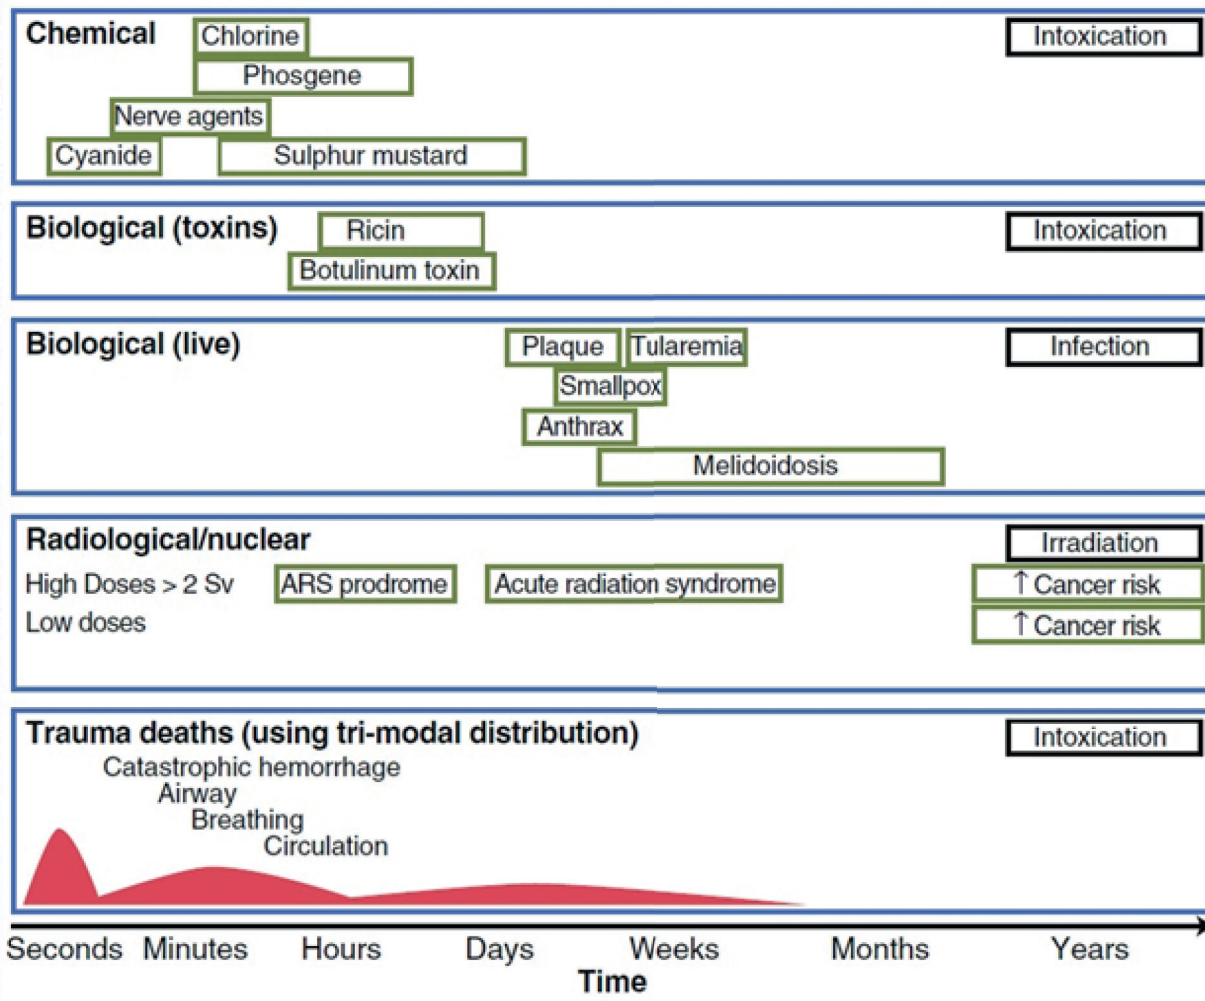 Chemical
Chlorine
Intoxication
Phosgene
Nerve agents
Cyanide
Sulphur mustard
Biological (toxins)
Ricin
Intoxication
Botulinum toxin
Biological (live)
Plaque
Tularemia
Infection
Smallpox
Anthrax
Melidoidosis
Radiological/nuclear
Irradiation
High Doses > 2 Sv
ARS prodrome
Acute radiation syndrome
↑ Cancer risk
Low doses
↑ Cancer risk
Trauma deaths (using tri-modal distribution)
Intoxication
Catastrophic hemorrhage
Airway
Breathing
Circulation
Seconds Minutes Hours Days Weeks Months Years
Time